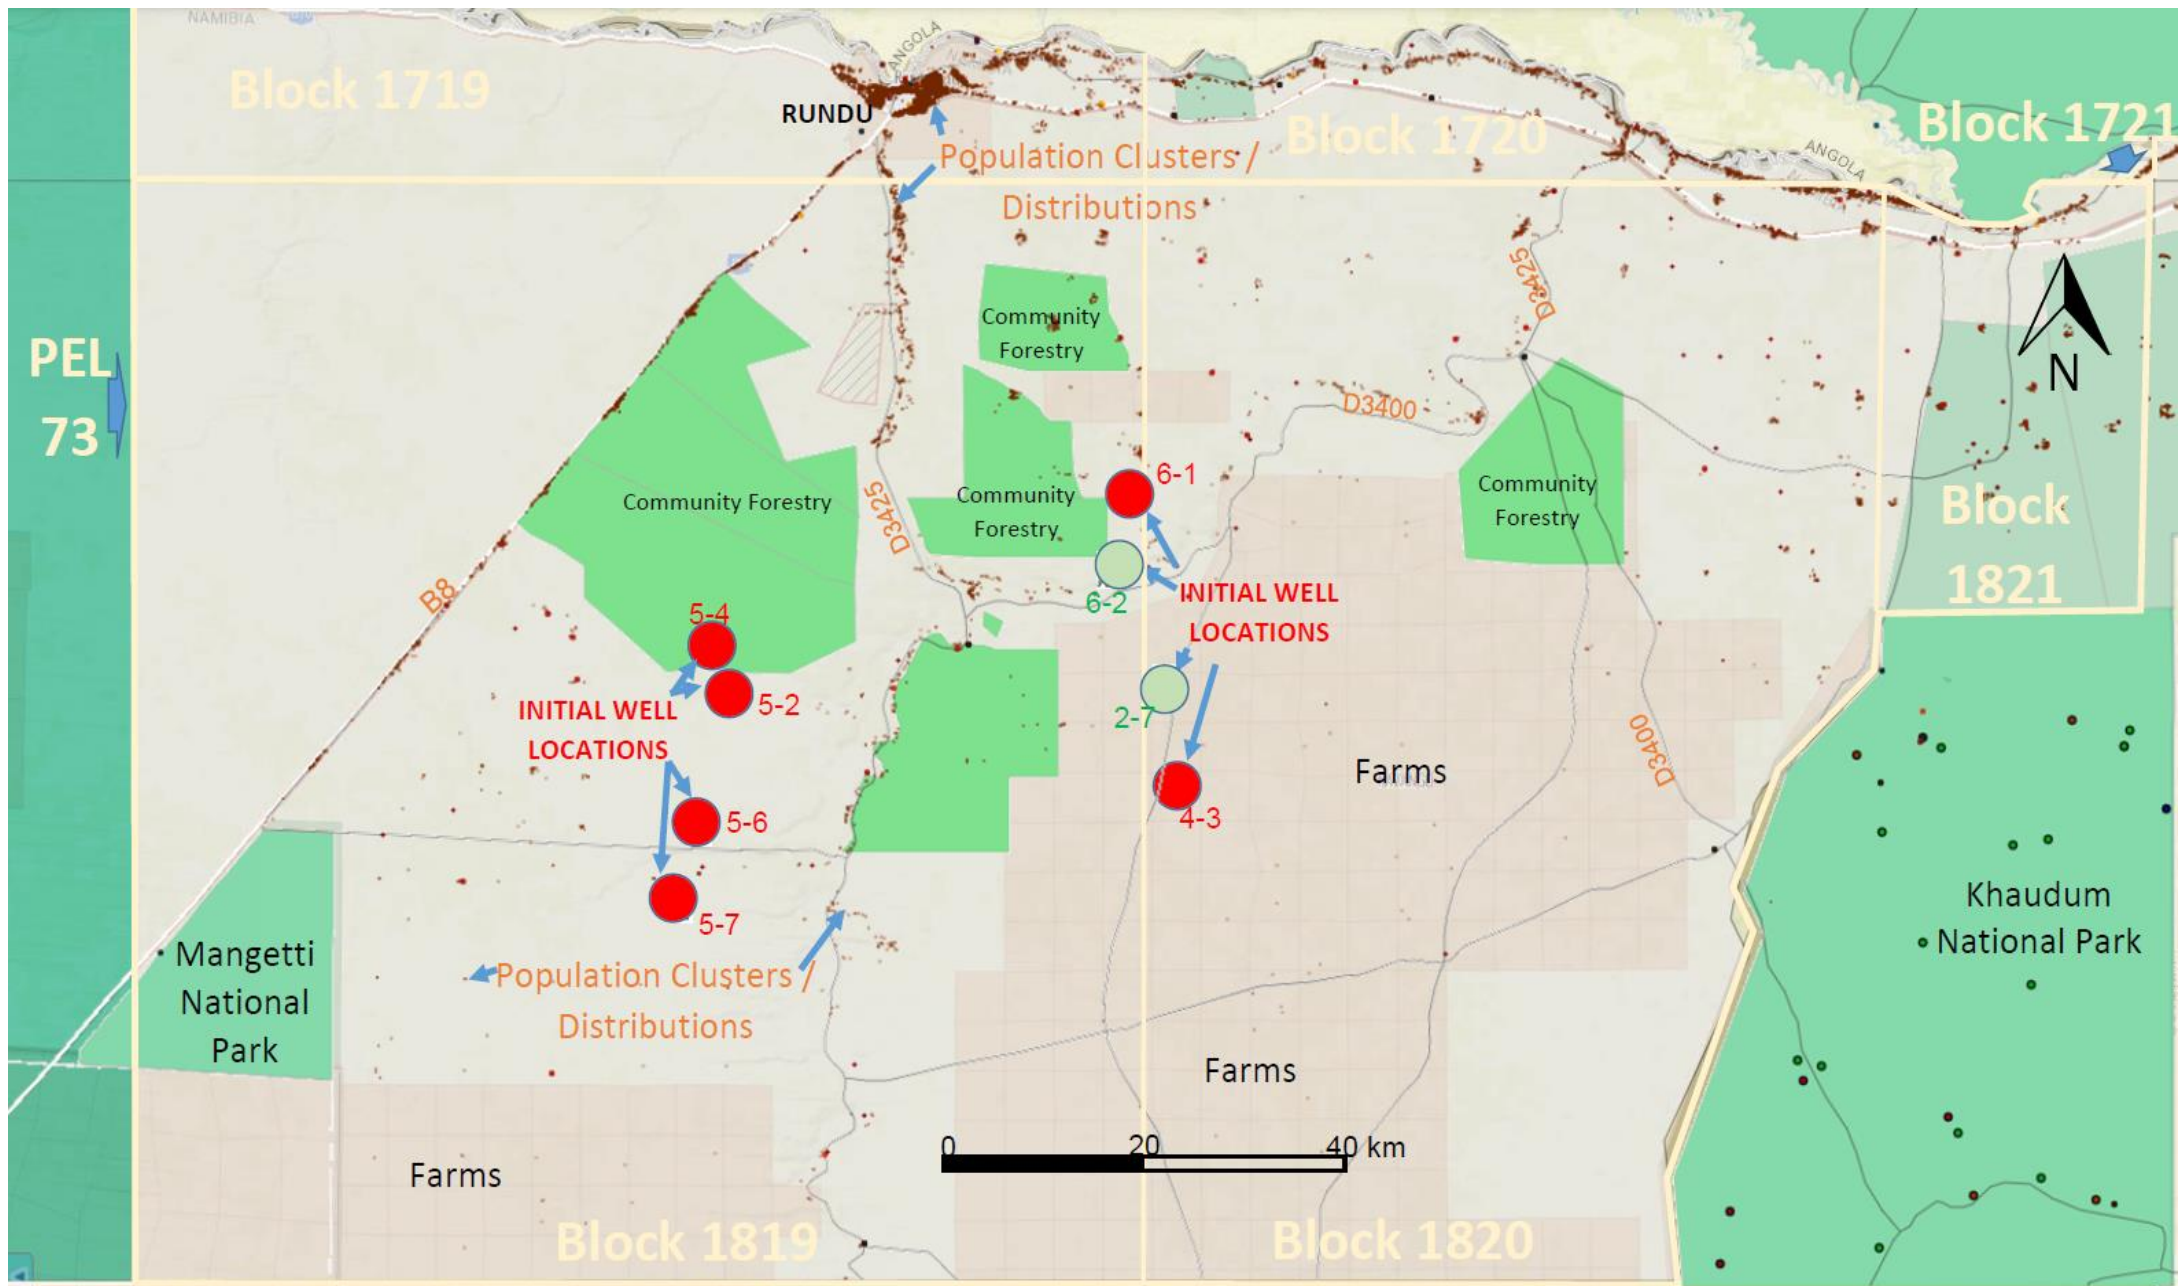 NAMIBIA
ANGOLA
Block 1719
RUNDU
Block 1720
Block 1721
Population Clusters /
Distributions
ANGOLA
D3425
Community
Forestry
N
PEL
73
D3400
6-1
Community Forestry
Community
Forestry
Community
Forestry
D3425
Block
1821
B8
6-2
INITIAL WELL
LOCATIONS
5-4
5-2
INITIAL WELL
LOCATIONS
2-7
D3400
Farms
4-3
5-6
5-7
Khaudum
National Park
Mangetti
National
Park
Population Clusters /
Distributions
Farms
0 20 40 km
Farms
Block 1819
Block 1820